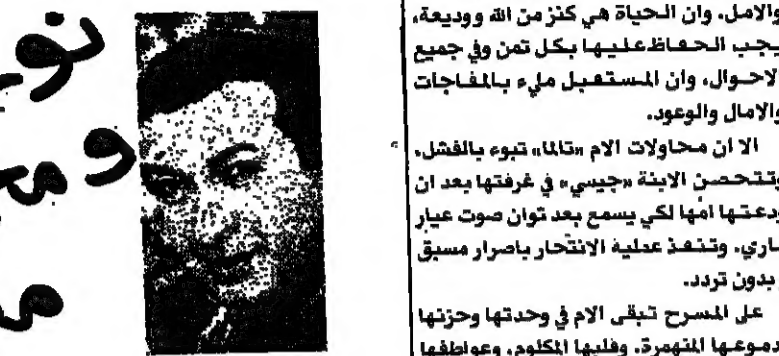 والامل. وان الحياة هي كنز من الله ووديعة،
يجب الحفاظ عليها بكل ثمن وفي جميع
الاحوال، وان المستقبل مليء بالمفاجآت
والامال والوعود.
الا ان محاولات الام «تالما» تبوء بالفشل.
وتتحصن الابنة «جيسي» في غرفتها بعد ان
ودعتها امها لكي يسمع بعد ثوان صوت عيار
ناري. وتنفذ عملية الانتحار باصرار مسبق
بدون تردد.
على المسرح تبقى الام في وحدتها وحزنها
ودموعها المنهمرة. وقلبها المكلوم. وعواطفها